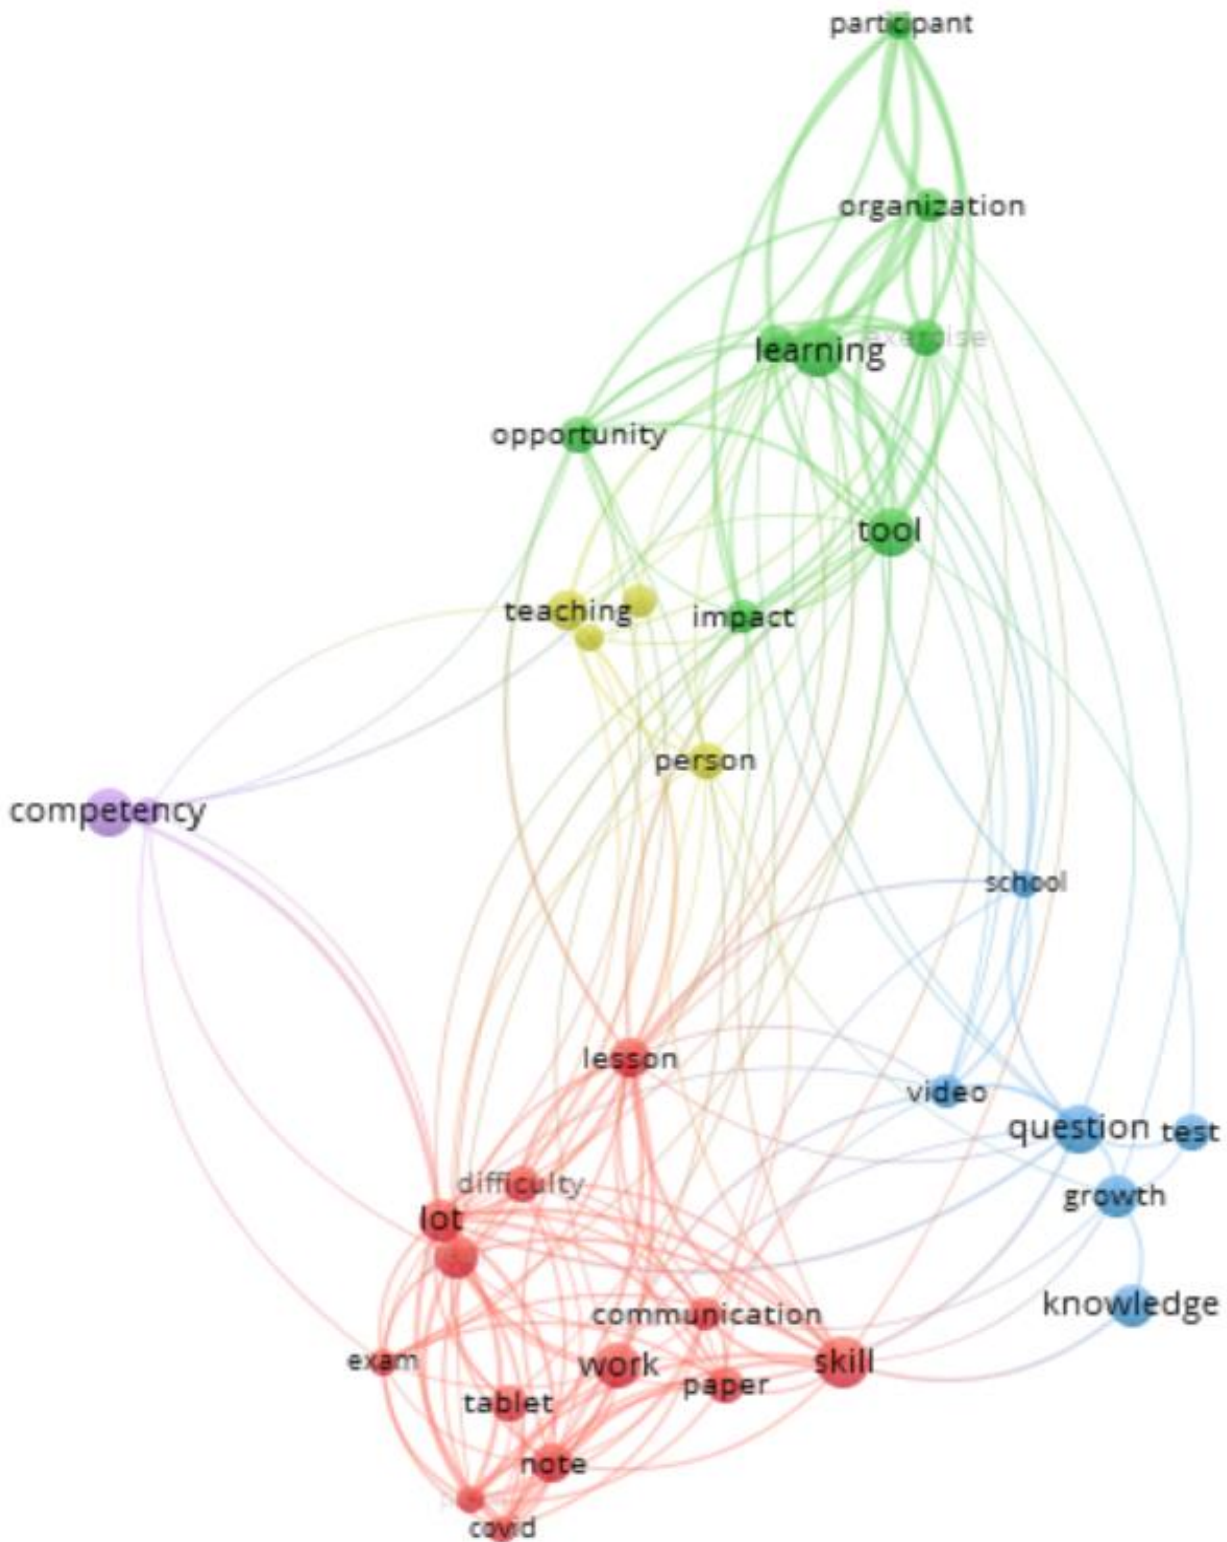 participant
organization
exercise
learning
opportunity
tool
teaching
impact
person
competency
school
lesson
video
question
test
difficulty
growth
lot
knowledge
communication
exam
work
skill
paper
tablet
note
covid